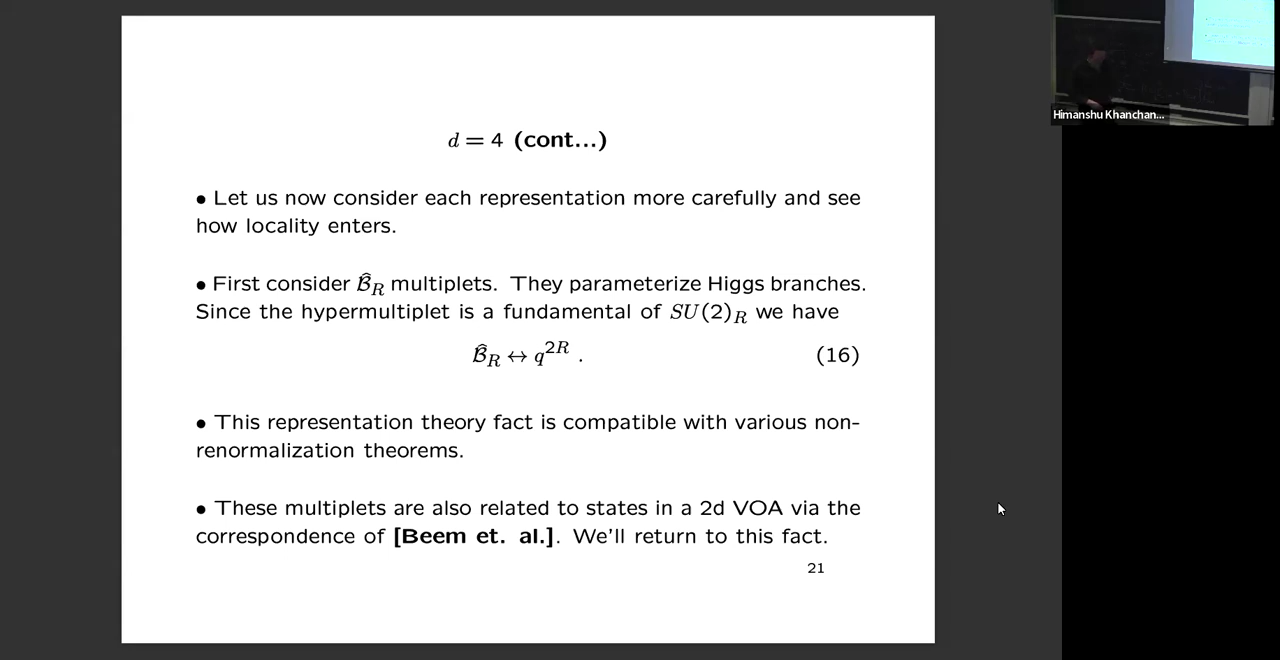 d = 4 (cont...)
• Let us now consider each representation more carefully and see
how locality enters.
• First consider B̂_R multiplets. They parameterize Higgs branches.
Since the hypermultiplet is a fundamental of SU(2)_R we have
B̂_R ↔ q^{2R} . (16)
• This representation theory fact is compatible with various non-
renormalization theorems.
• These multiplets are also related to states in a 2d VOA via the
correspondence of [Beem et. al.]. We'll return to this fact.
21
Himanshu Khanchan...